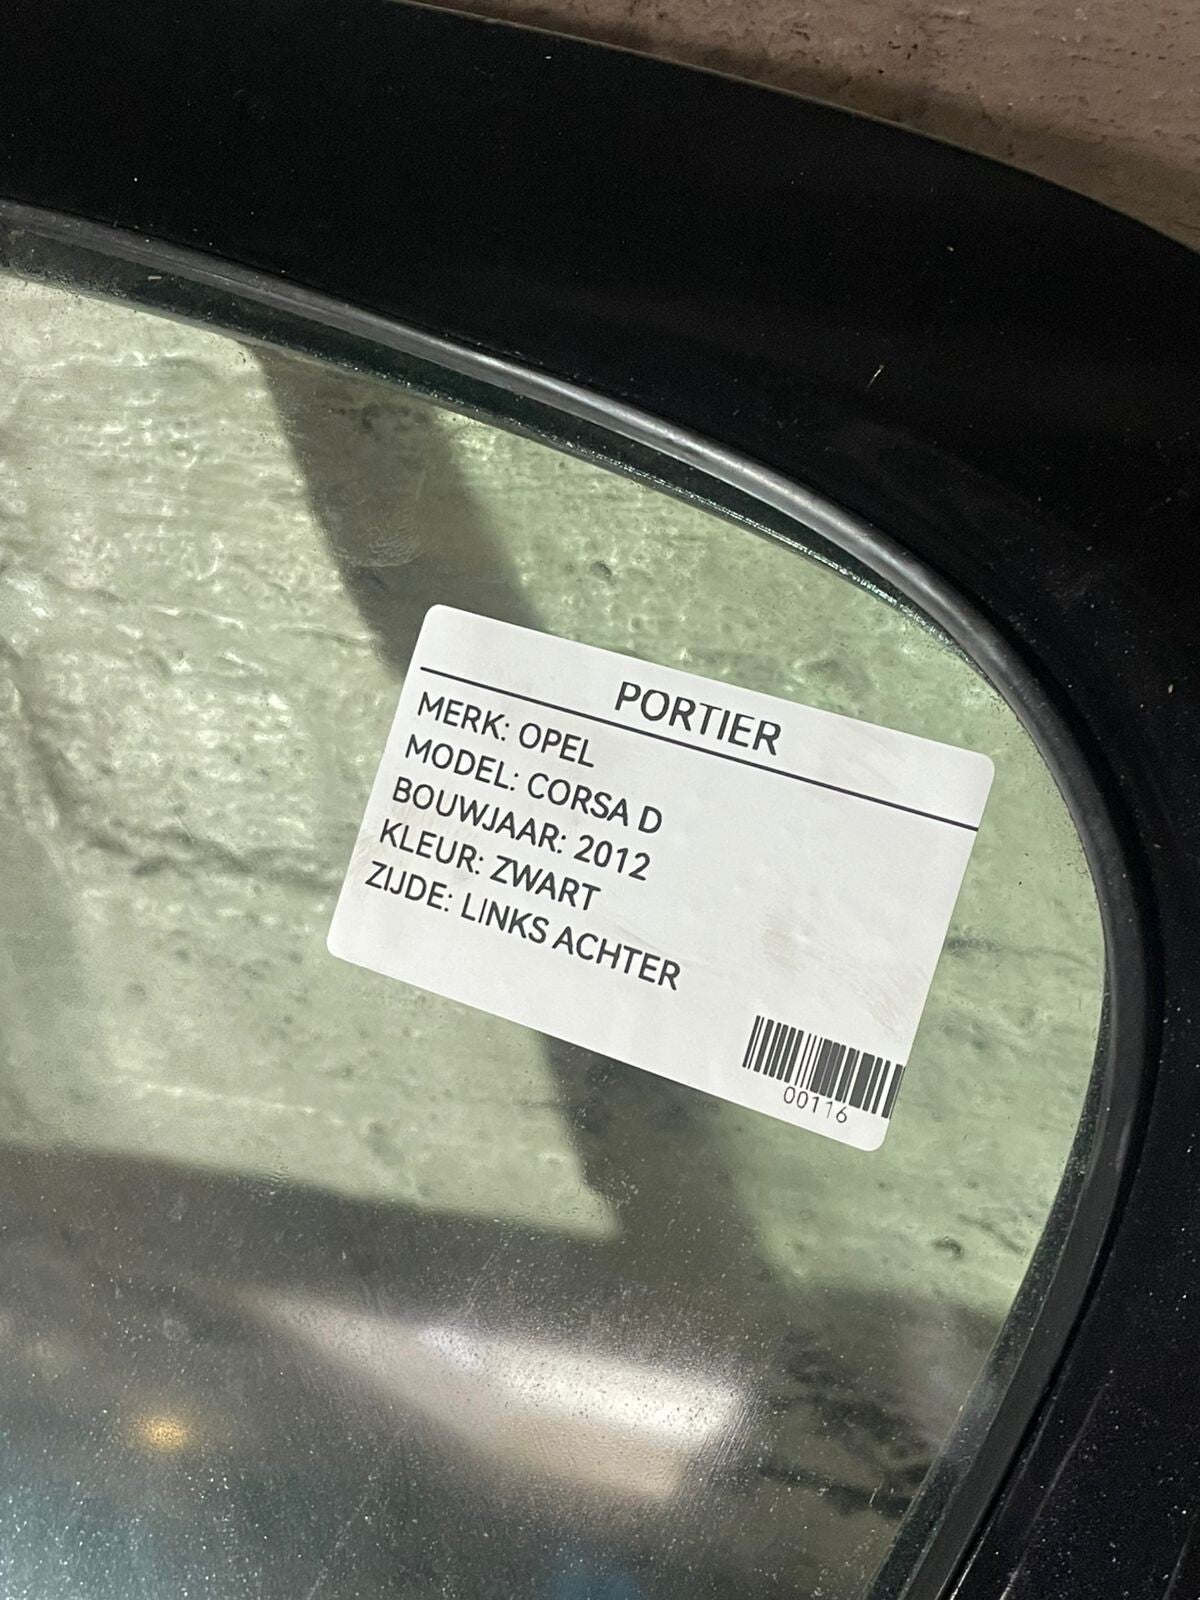 PORTIER
MERK: OPEL
MODEL: CORSA D
BOUWJAAR: 2012
KLEUR: ZWART
ZIJDE: LINKS ACHTER
00116